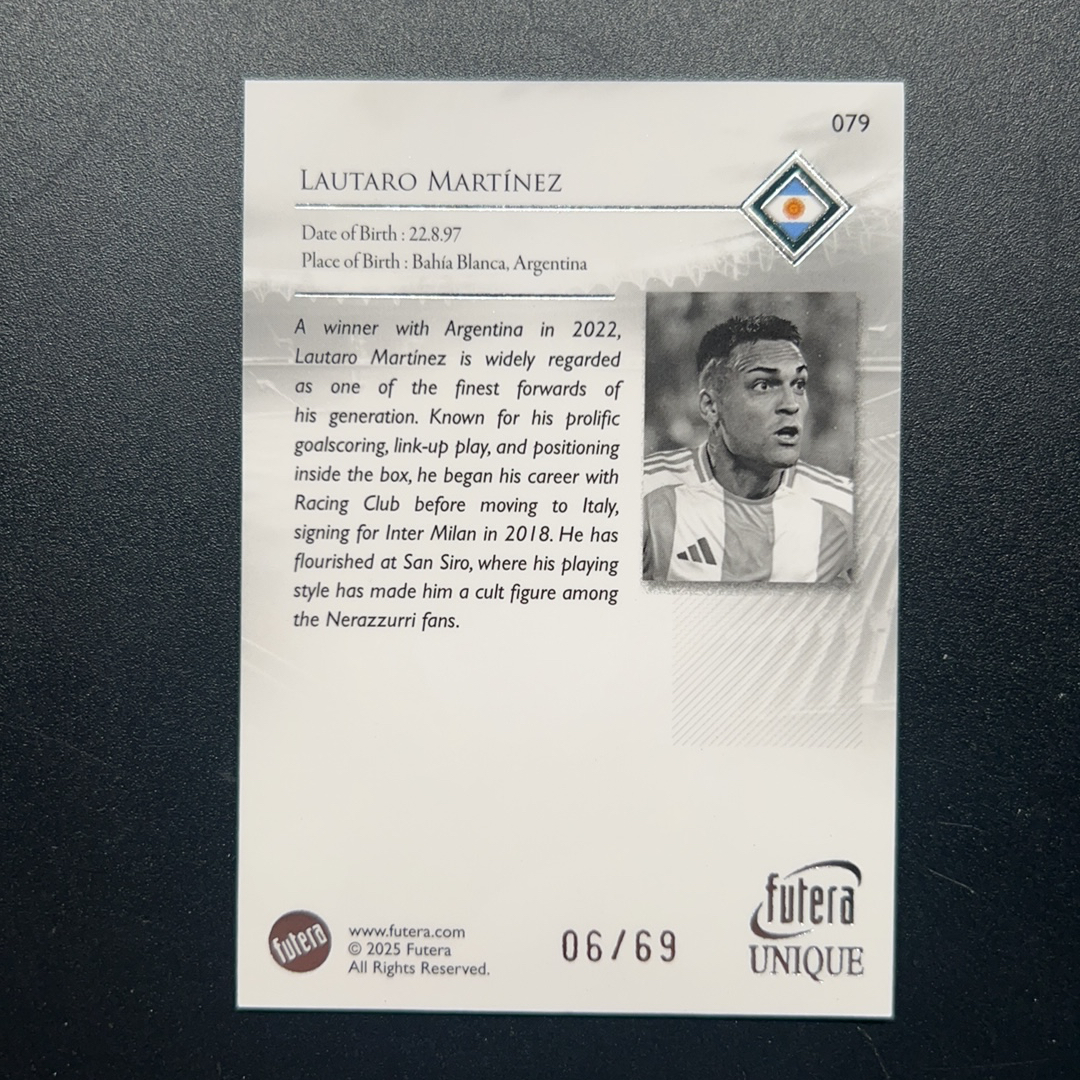 079
LAUTARO MARTÍNEZ
Date of Birth : 22.8.97
Place of Birth : Bahía Blanca, Argentina
A winner with Argentina in 2022,
Lautaro Martínez is widely regarded
as one of the finest forwards of
his generation. Known for his prolific
goalscoring, link-up play, and positioning
inside the box, he began his career with
Racing Club before moving to Italy,
signing for Inter Milan in 2018. He has
flourished at San Siro, where his playing
style has made him a cult figure among
the Nerazzurri fans.
futera
www.futera.com
© 2025 Futera
All Rights Reserved.
06/69
futera
UNIQUE